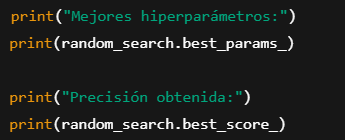 print("Mejores hiperparámetros:")
print(random_search.best_params_)
print("Precisión obtenida:")
print(random_search.best_score_)